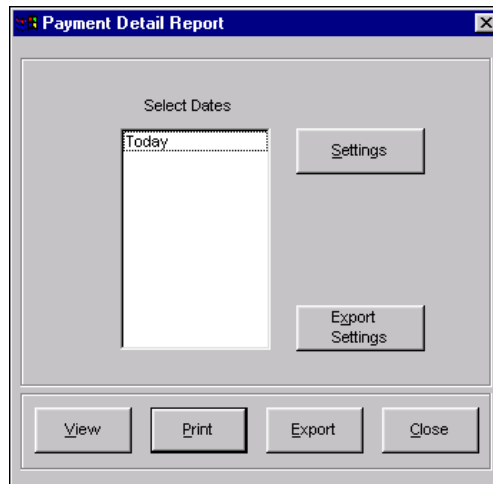 Payment Detail Report
Select Dates
Today
Settings
Export
Settings
View
Print
Export
Close